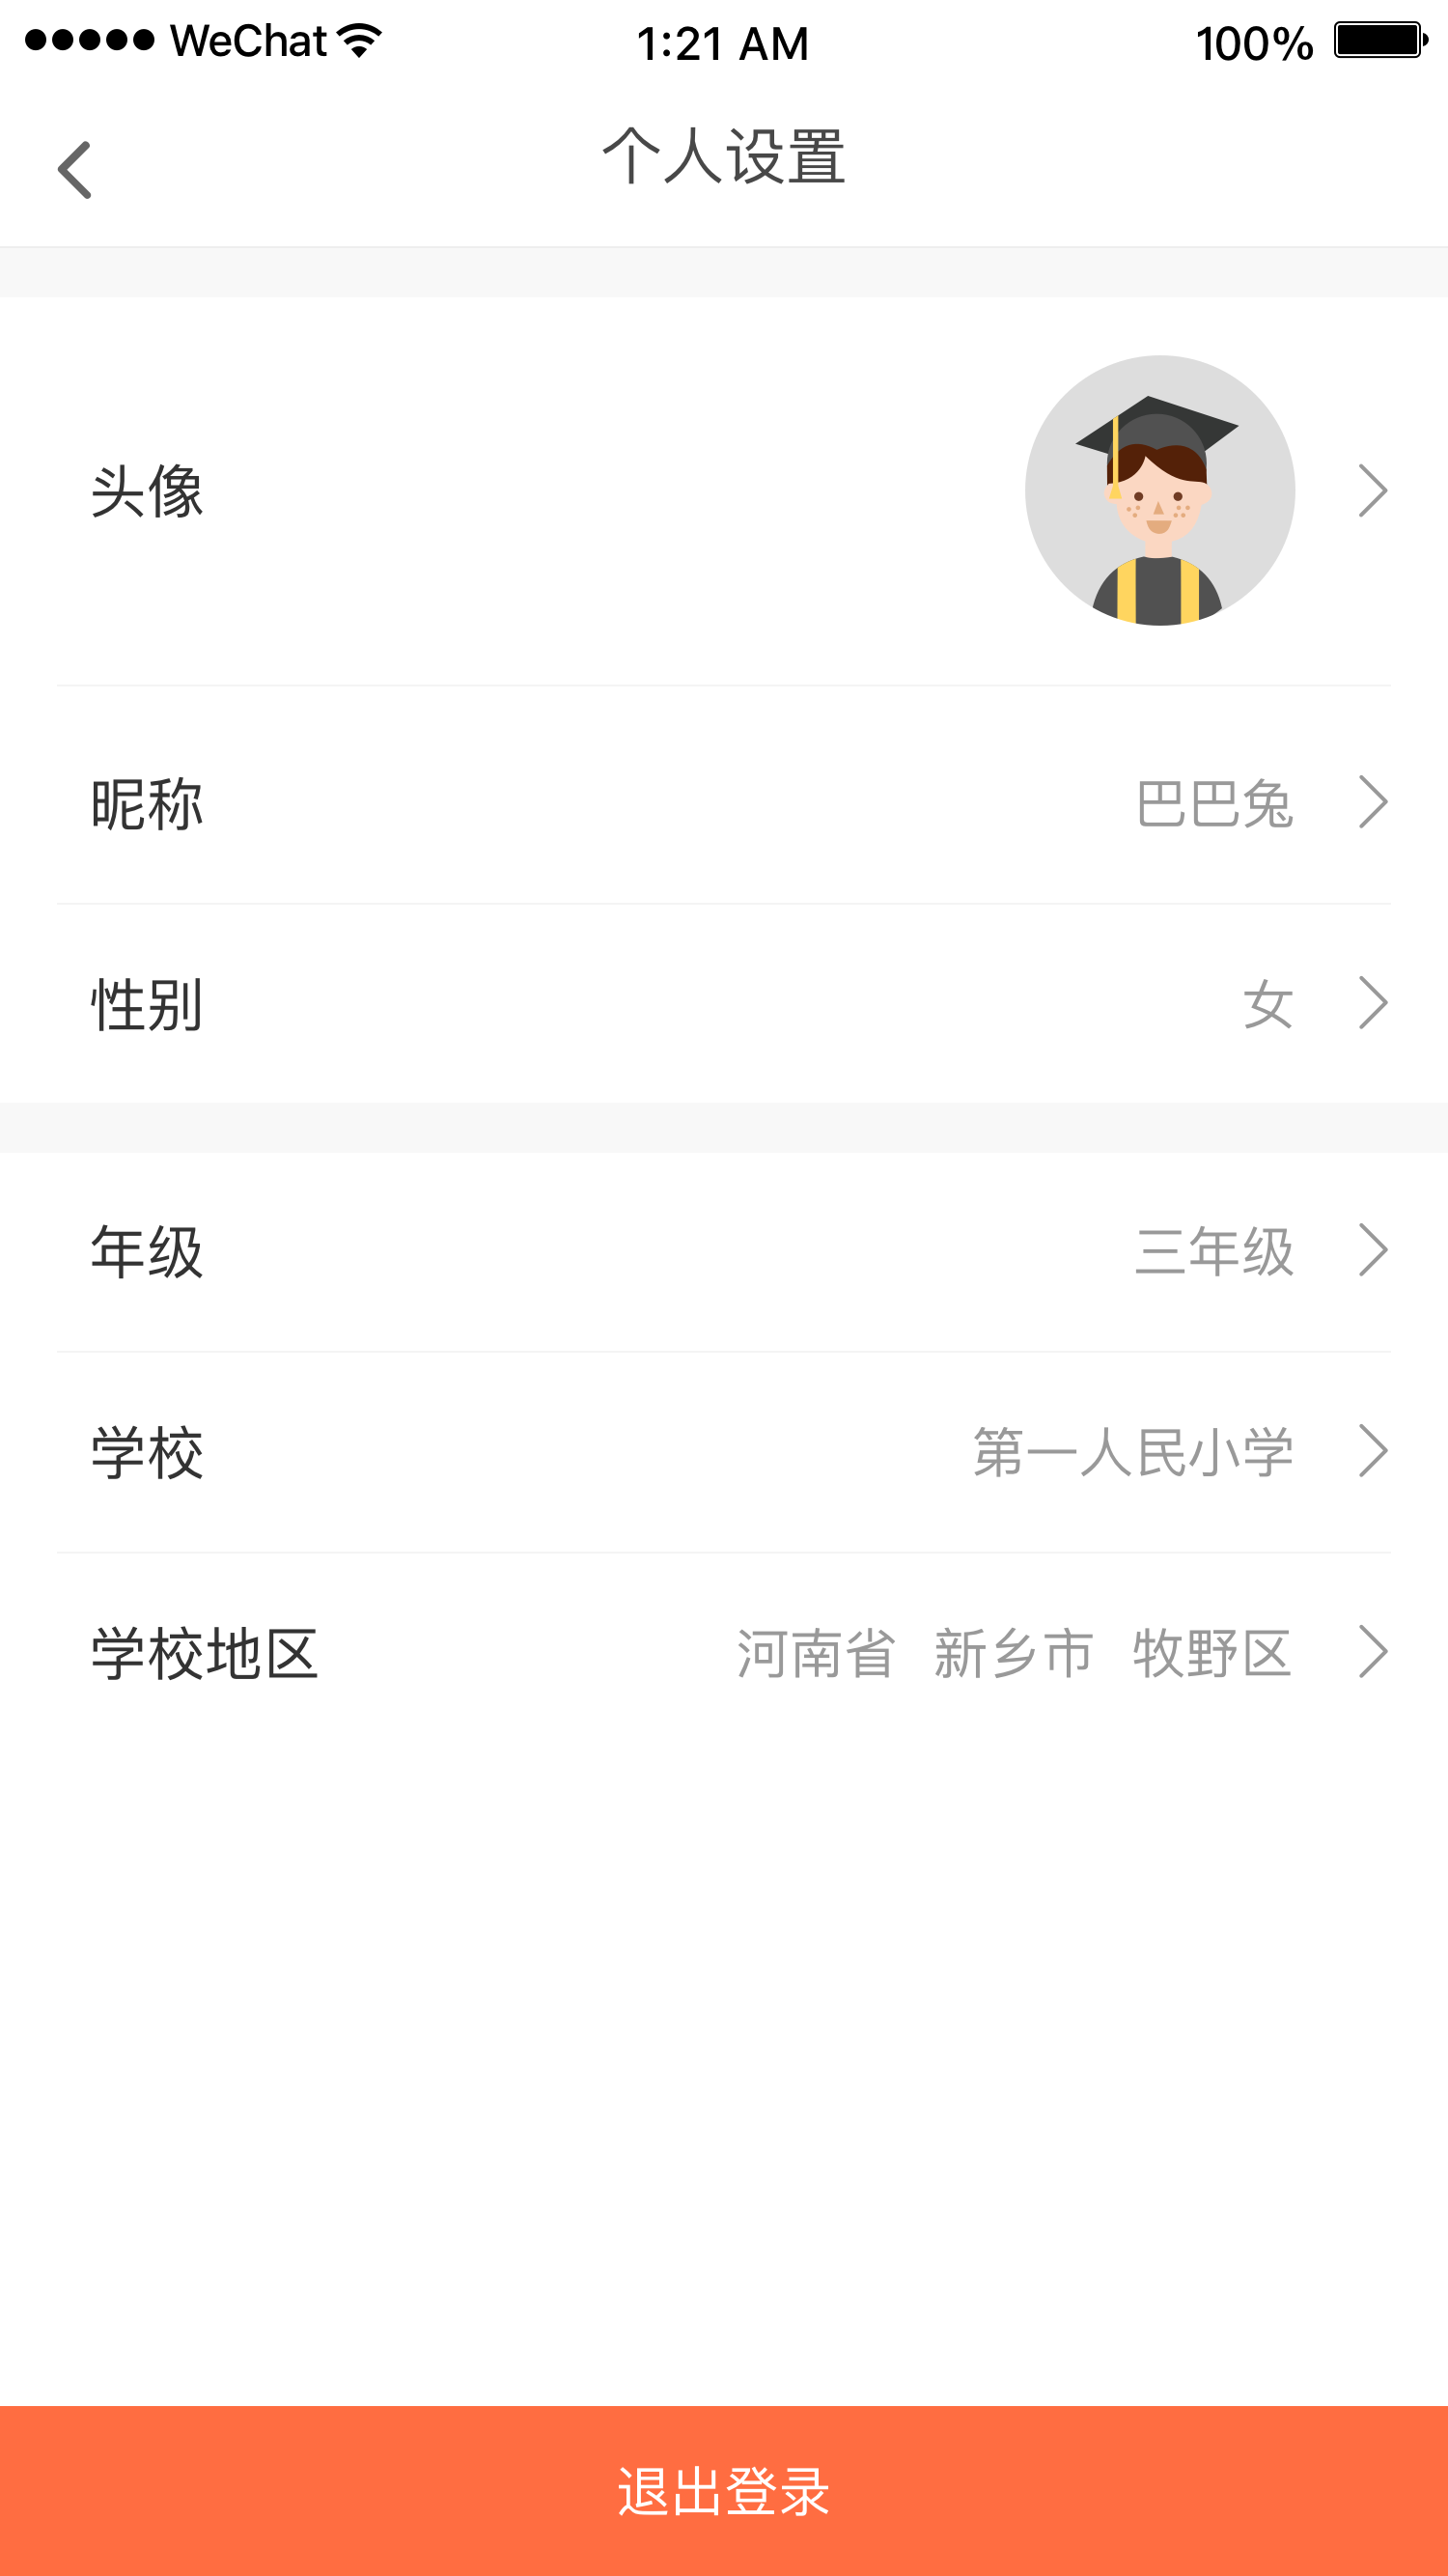 WeChat 1:21 AM 100%
个人设置
头像
昵称 巴巴兔
性别 女
年级 三年级
学校 第一人民小学
学校地区 河南省 新乡市 牧野区
退出登录